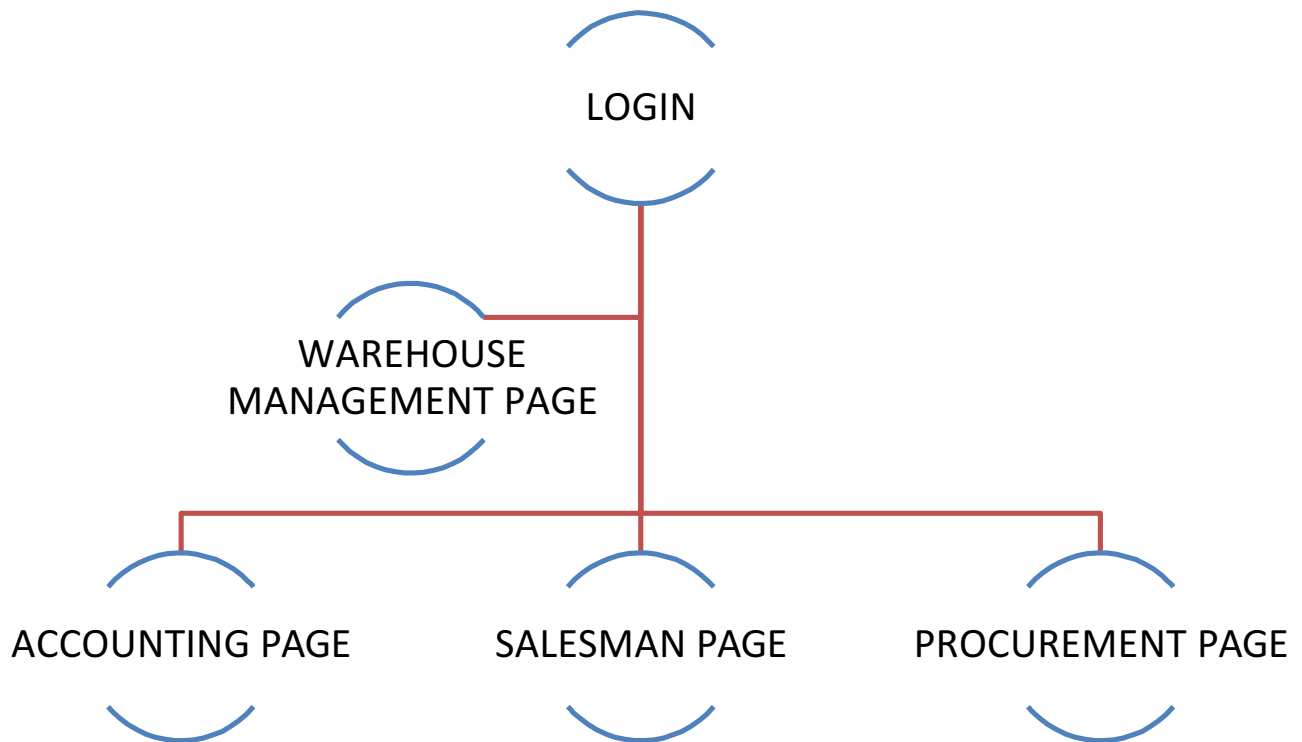 LOGIN
WAREHOUSE
MANAGEMENT PAGE
ACCOUNTING PAGE
SALESMAN PAGE
PROCUREMENT PAGE